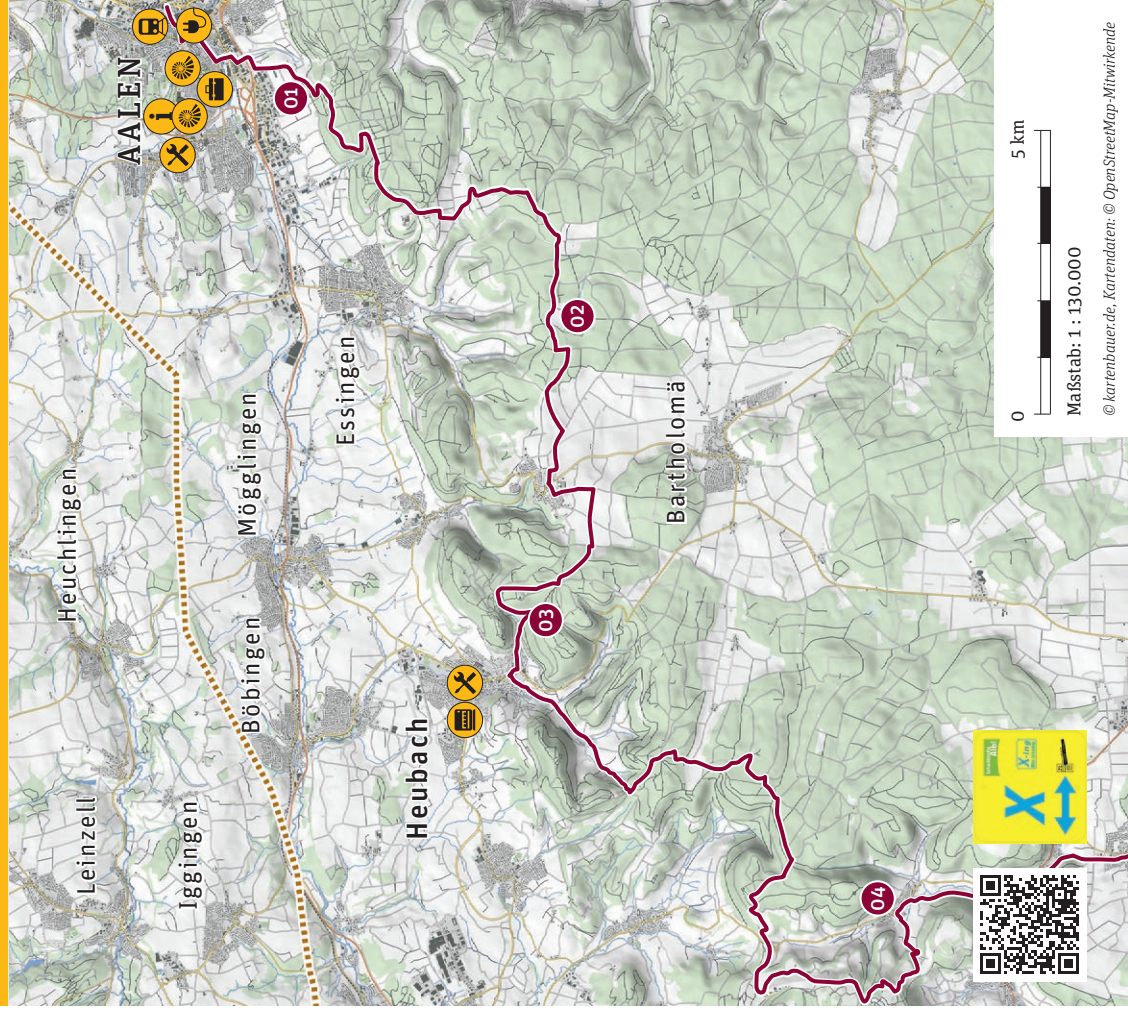 AALEN
01
02
03
04
Heuchlingen
Mögglingen
Essingen
Böbingen
Leinzell
Iggingen
Heubach
Bartholomä
0 5 km
Maßstab: 1 : 130.000
© kartenbauer.de, Kartendaten: © OpenStreetMap-Mitwirkende
X
X-ing